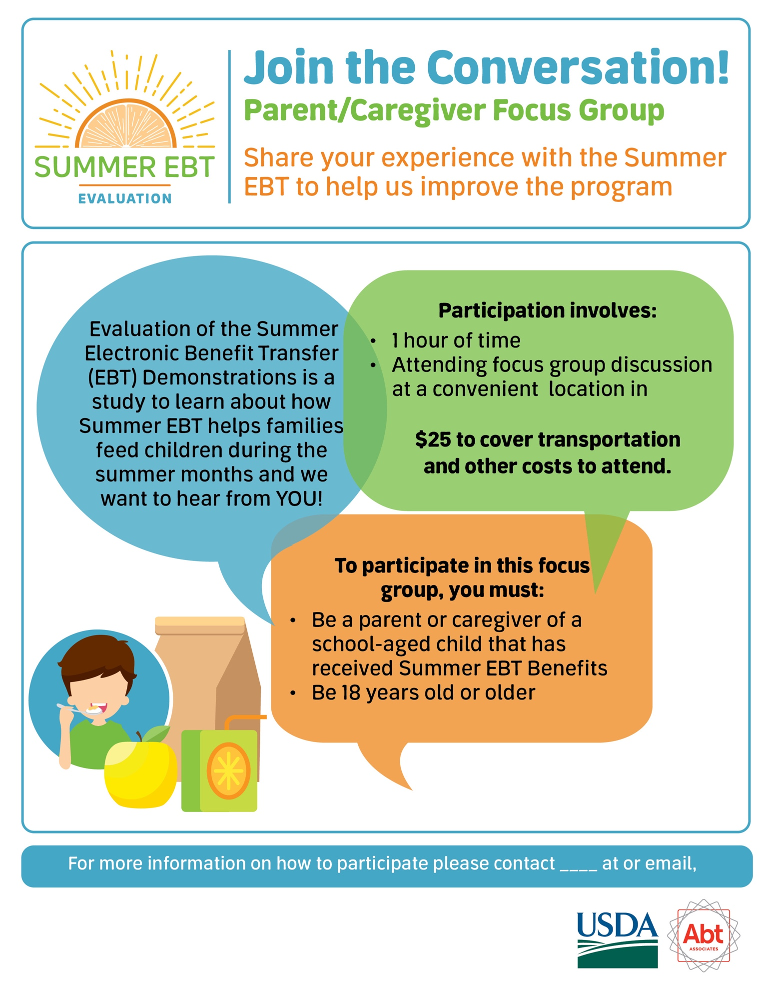 Join the Conversation!
Parent/Caregiver Focus Group
Share your experience with the Summer
EBT to help us improve the program
SUMMER EBT
EVALUATION
Evaluation of the Summer
Electronic Benefit Transfer
(EBT) Demonstrations is a
study to learn about how
Summer EBT helps families
feed children during the
summer months and we
want to hear from YOU!
Participation involves:
• 1 hour of time
• Attending focus group discussion
at a convenient  location in
$25 to cover transportation
and other costs to attend.
To participate in this focus
group, you must:
• Be a parent or caregiver of a
school-aged child that has
received Summer EBT Benefits
• Be 18 years old or older
For more information on how to participate please contact ____ at or email,
USDA
Abt
ASSOCIATES